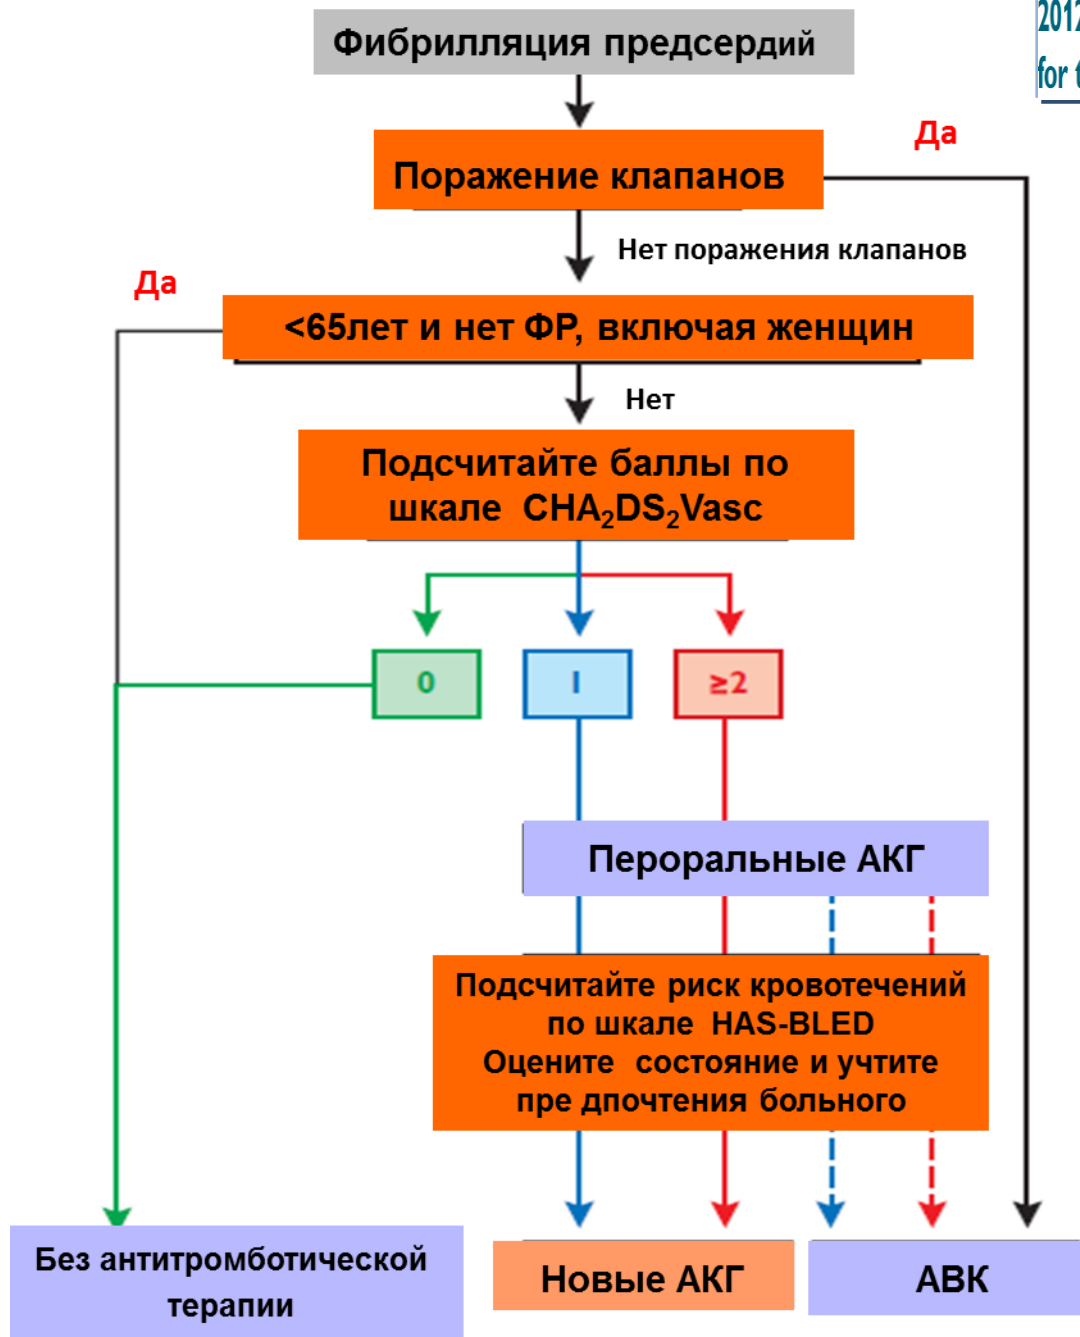 2012
for t
Фибрилляция предсердий
Да
Поражение клапанов
Нет поражения клапанов
Да
<65лет и нет ФР, включая женщин
Нет
Подсчитайте баллы по
шкале CHA₂DS₂Vasc
0 I ≥2
Пероральные АКГ
Подсчитайте риск кровотечений
по шкале HAS-BLED
Оцените состояние и учтите
пре дпочтения больного
Без антитромботической
терапии
Новые АКГ
АВК